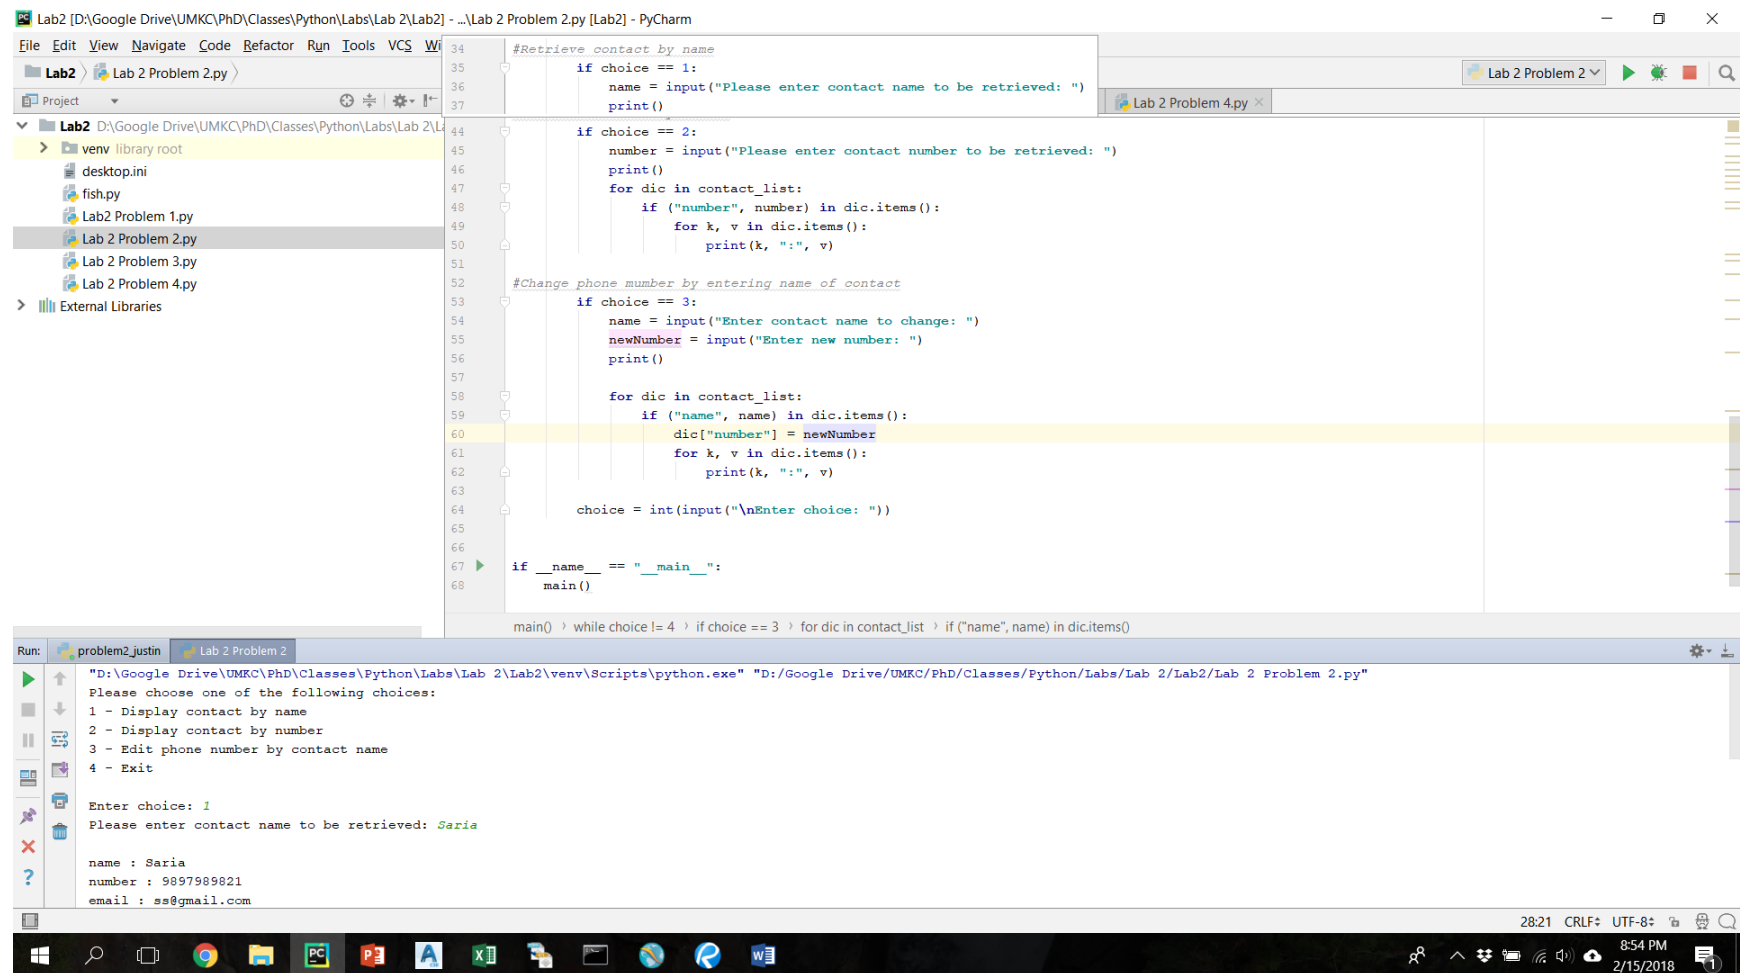 Lab2 [D:\Google Drive\UMKC\PhD\Classes\Python\Labs\Lab 2\Lab2] - ...\Lab 2 Problem 2.py [Lab2] - PyCharm
File Edit View Navigate Code Refactor Run Tools VCS Wi
Lab2 Lab 2 Problem 2.py
Lab 2 Problem 2
Project
Lab 2 Problem 4.py
Lab2 D:\Google Drive\UMKC\PhD\Classes\Python\Labs\Lab 2\L
venv library root
desktop.ini
fish.py
Lab2 Problem 1.py
Lab 2 Problem 2.py
Lab 2 Problem 3.py
Lab 2 Problem 4.py
External Libraries
34 #Retrieve contact by name
35 if choice == 1:
36 name = input("Please enter contact name to be retrieved: ")
37 print()
44 if choice == 2:
45 number = input("Please enter contact number to be retrieved: ")
46 print()
47 for dic in contact_list:
48 if ("number", number) in dic.items():
49 for k, v in dic.items():
50 print(k, ":", v)
51
52 #Change phone mumber by entering name of contact
53 if choice == 3:
54 name = input("Enter contact name to change: ")
55 newNumber = input("Enter new number: ")
56 print()
57
58 for dic in contact_list:
59 if ("name", name) in dic.items():
60 dic["number"] = newNumber
61 for k, v in dic.items():
62 print(k, ":", v)
63
64 choice = int(input("\nEnter choice: "))
65
66
67 if __name__ == "__main__":
68 main()
main() › while choice != 4 › if choice == 3 › for dic in contact_list › if ("name", name) in dic.items()
Run: problem2_justin Lab 2 Problem 2
"D:\Google Drive\UMKC\PhD\Classes\Python\Labs\Lab 2\Lab2\venv\Scripts\python.exe" "D:/Google Drive/UMKC/PhD/Classes/Python/Labs/Lab 2/Lab2/Lab 2 Problem 2.py"
Please choose one of the following choices:
1 - Display contact by name
2 - Display contact by number
3 - Edit phone number by contact name
4 - Exit
Enter choice: 1
Please enter contact name to be retrieved: Saria
name : Saria
number : 9897989821
email : ss@gmail.com
28:21 CRLF UTF-8
8:54 PM
2/15/2018
1